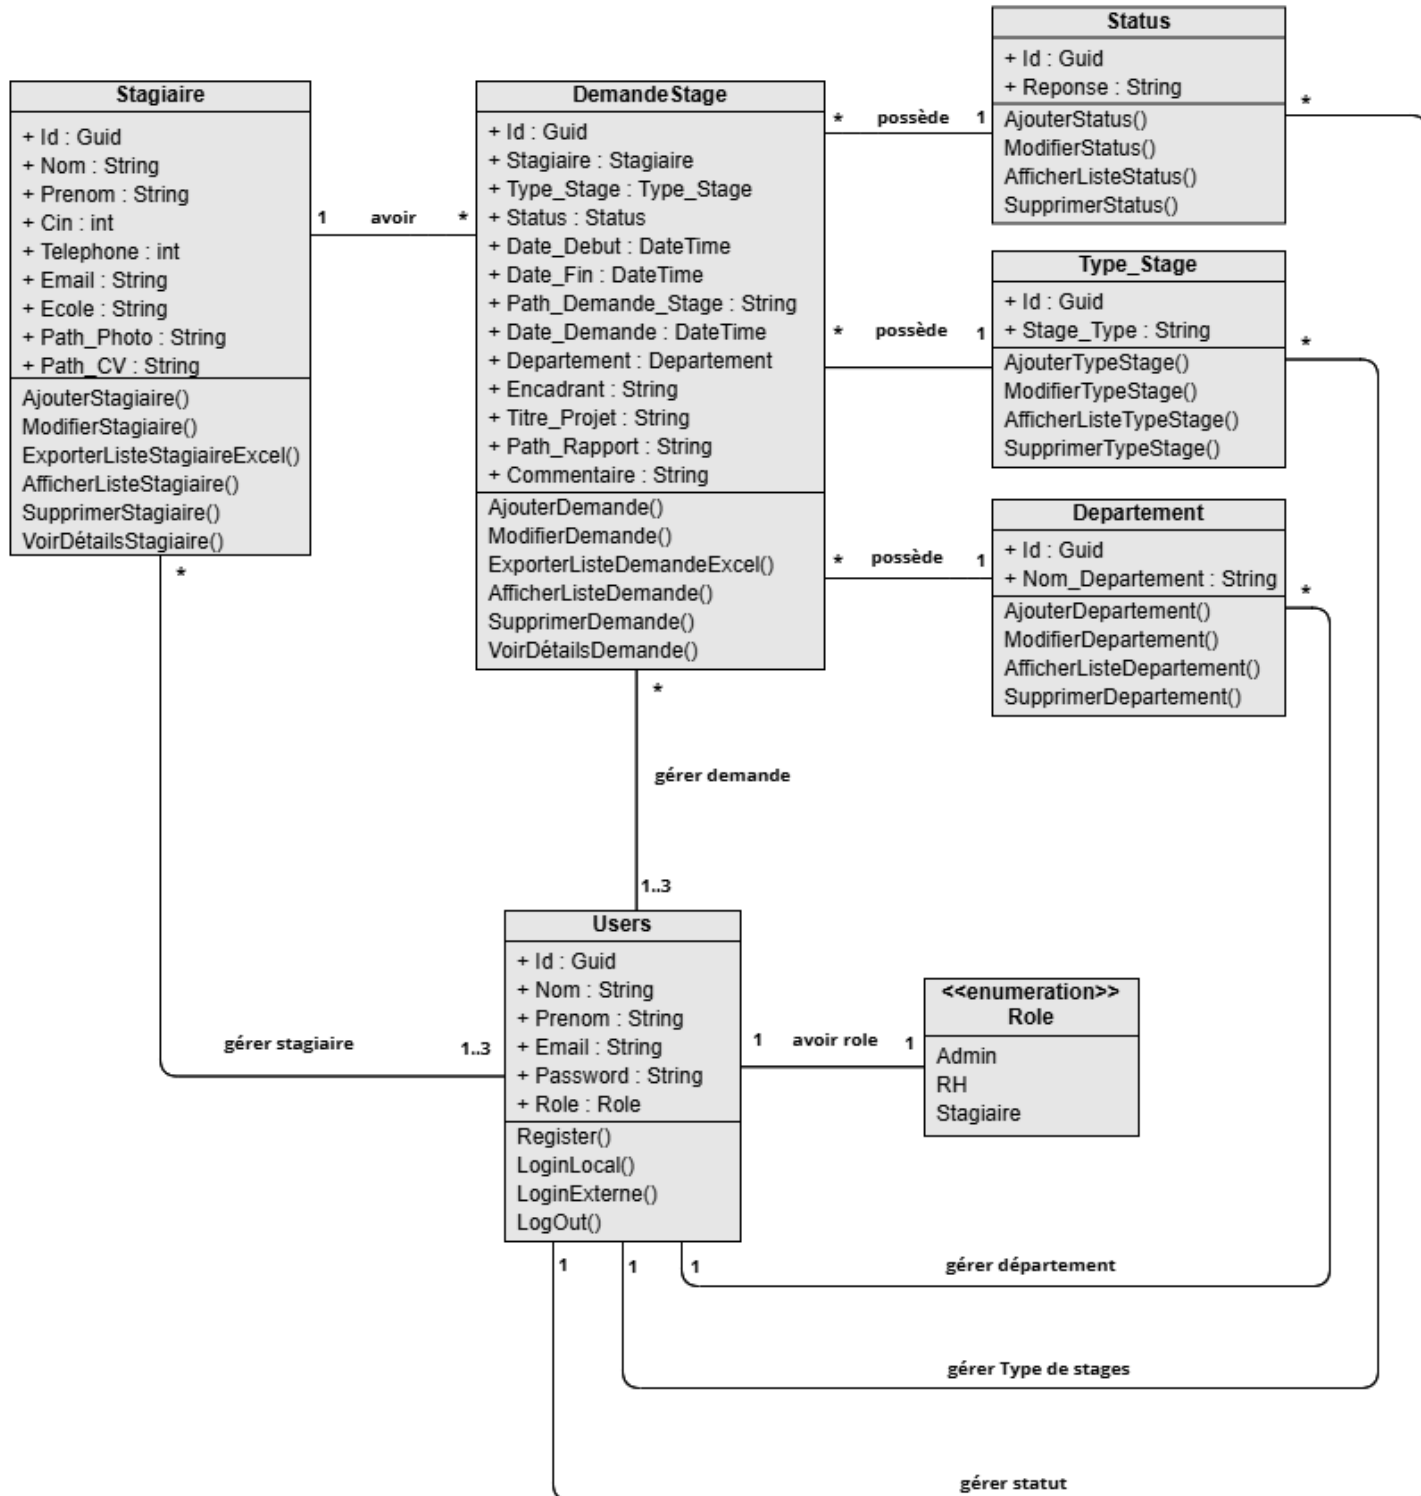 Stagiaire
+ Id : Guid
+ Nom : String
+ Prenom : String
+ Cin : int
+ Telephone : int
+ Email : String
+ Ecole : String
+ Path_Photo : String
+ Path_CV : String
AjouterStagiaire()
ModifierStagiaire()
ExporterListeStagiaireExcel()
AfficherListeStagiaire()
SupprimerStagiaire()
VoirDétailsStagiaire()
1 avoir *
DemandeStage
+ Id : Guid
+ Stagiaire : Stagiaire
+ Type_Stage : Type_Stage
+ Status : Status
+ Date_Debut : DateTime
+ Date_Fin : DateTime
+ Path_Demande_Stage : String
+ Date_Demande : DateTime
+ Departement : Departement
+ Encadrant : String
+ Titre_Projet : String
+ Path_Rapport : String
+ Commentaire : String
AjouterDemande()
ModifierDemande()
ExporterListeDemandeExcel()
AfficherListeDemande()
SupprimerDemande()
VoirDétailsDemande()
* possède 1
Status
+ Id : Guid
+ Reponse : String
AjouterStatus()
ModifierStatus()
AfficherListeStatus()
SupprimerStatus()
*
* possède 1
Type_Stage
+ Id : Guid
+ Stage_Type : String
AjouterTypeStage()
ModifierTypeStage()
AfficherListeTypeStage()
SupprimerTypeStage()
*
* possède 1
Departement
+ Id : Guid
+ Nom_Departement : String
AjouterDepartement()
ModifierDepartement()
AfficherListeDepartement()
SupprimerDepartement()
*
*
gérer stagiaire 1..3
*
gérer demande
1..3
Users
+ Id : Guid
+ Nom : String
+ Prenom : String
+ Email : String
+ Password : String
+ Role : Role
Register()
LoginLocal()
LoginExterne()
LogOut()
1 avoir role 1
<<enumeration>>
Role
Admin
RH
Stagiaire
1 1 1 gérer département
gérer Type de stages
gérer statut